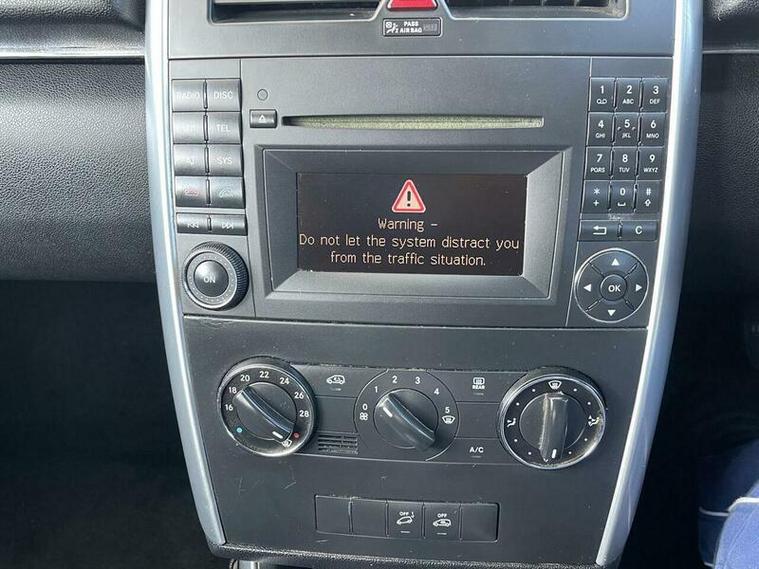 PASS
AIR BAG
RADIO DISC
TEL
SYS
ON
1 2 ABC 3 DEF
4 GHI 5 JKL 6 MNO
7 PQRS 8 TUV 9 WXYZ
* + 0 #
C
OK
Warning -
Do not let the system distract you
from the traffic situation.
16 18 20 22 24 26 28
0 1 2 3 4 5
REAR
A/C
OFF
OFF